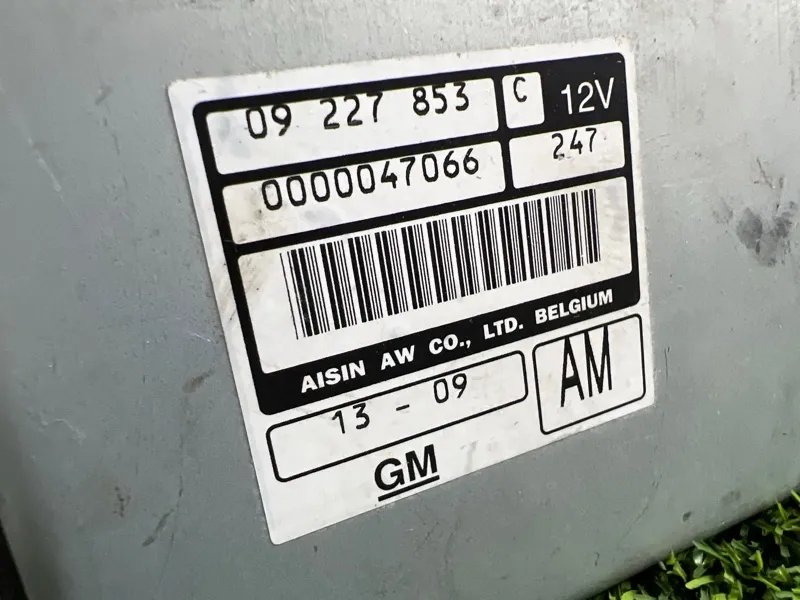 09 227 853 C 12V
0000047066 247
AISIN AW CO., LTD. BELGIUM
13 - 09 AM
GM